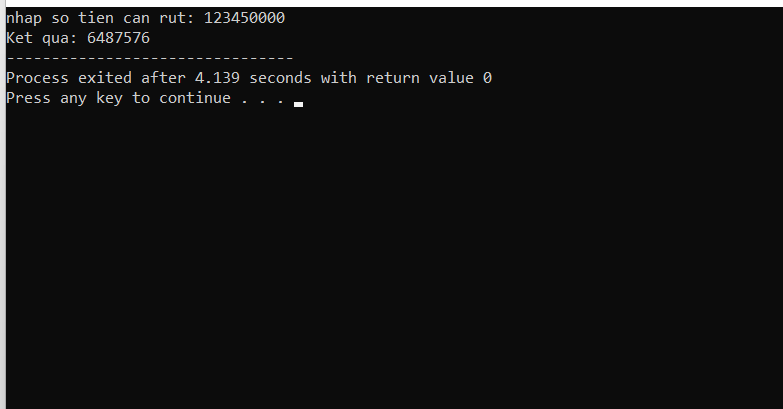 nhap so tien can rut: 123450000
Ket qua: 6487576
--------------------------------
Process exited after 4.139 seconds with return value 0
Press any key to continue . . .